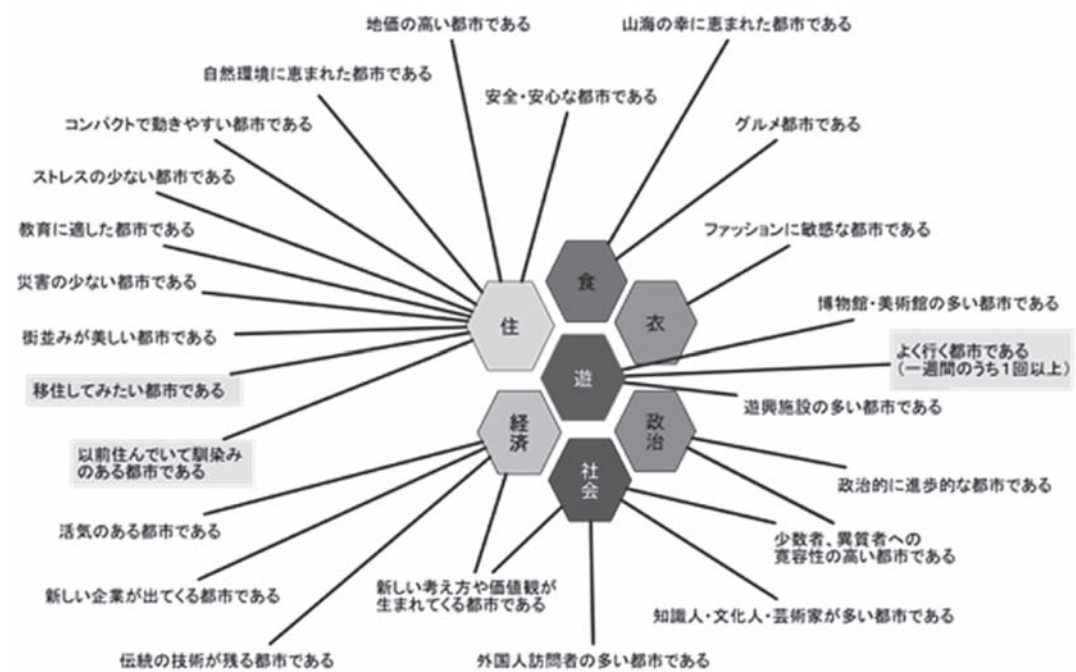 地価の高い都市である
山海の幸に恵まれた都市である
自然環境に恵まれた都市である
安全・安心な都市である
コンパクトで動きやすい都市である
グルメ都市である
ストレスの少ない都市である
教育に適した都市である
ファッションに敏感な都市である
災害の少ない都市である
食
博物館・美術館の多い都市である
住
衣
街並みが美しい都市である
よく行く都市である
(一週間のうち1回以上)
遊
移住してみたい都市である
遊興施設の多い都市である
経
済
政
治
以前住んでいて馴染み
のある都市である
社
会
政治的に進歩的な都市である
活気のある都市である
少数者、異質者への
寛容性の高い都市である
新しい企業が出てくる都市である
新しい考え方や価値観が
生まれてくる都市である
知識人・文化人・芸術家が多い都市である
伝統の技術が残る都市である
外国人訪問者の多い都市である